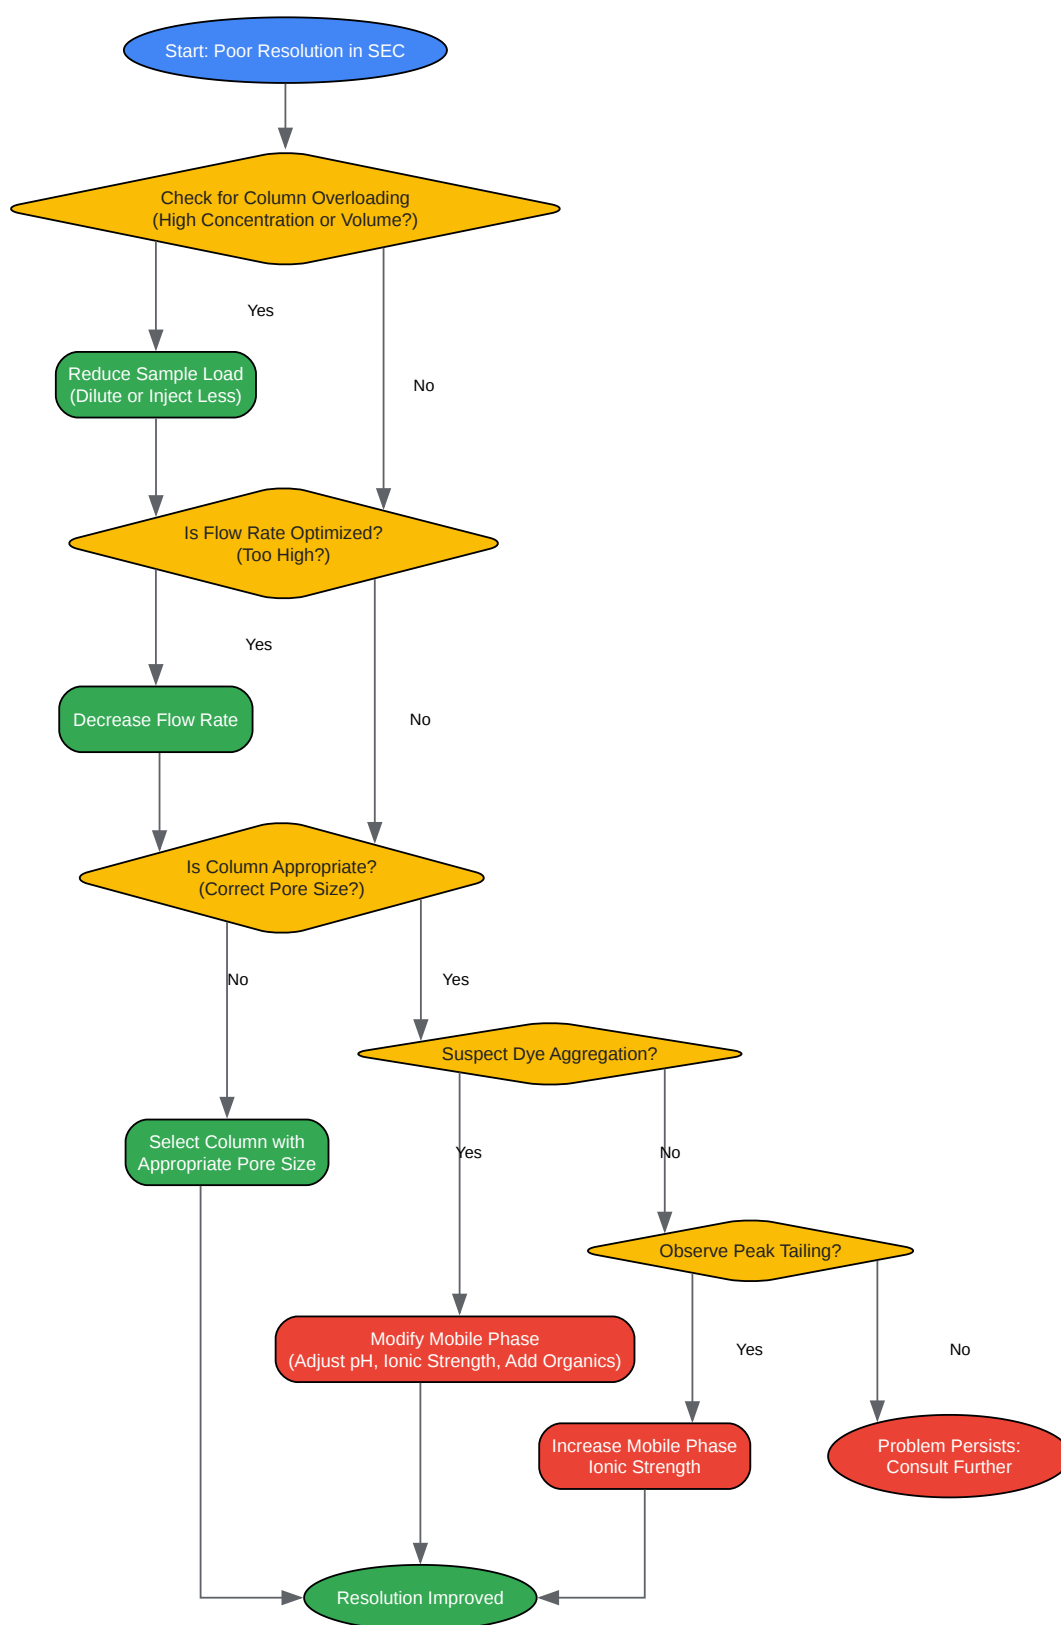 Start: Poor Resolution in SEC
Check for Column Overloading
(High Concentration or Volume?)
Yes
Reduce Sample Load
(Dilute or Inject Less)
No
Is Flow Rate Optimized?
(Too High?)
Yes
Decrease Flow Rate
No
Is Column Appropriate?
(Correct Pore Size?)
No
Yes
Suspect Dye Aggregation?
Select Column with
Appropriate Pore Size
Yes
No
Observe Peak Tailing?
Modify Mobile Phase
(Adjust pH, Ionic Strength, Add Organics)
Yes
No
Increase Mobile Phase
Ionic Strength
Problem Persists:
Consult Further
Resolution Improved